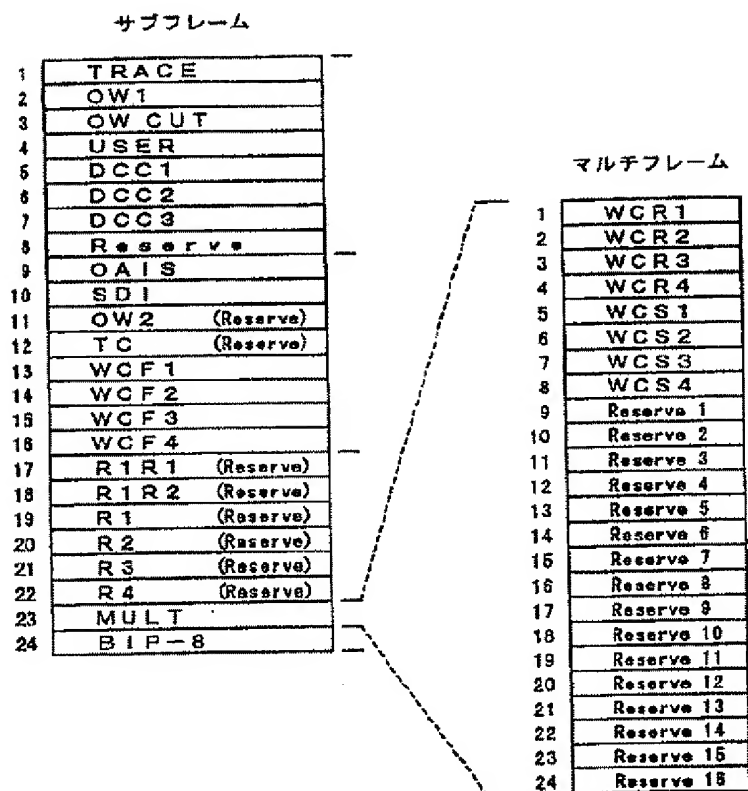 サブフレーム
1 TRACE
2 OW1
3 OW CUT
4 USER
5 DCC1
6 DCC2
7 DCC3
8 Reserve
9 OAIS
10 SDI
11 OW2 (Reserve)
12 TC (Reserve)
13 WCF1
14 WCF2
15 WCF3
16 WCF4
17 R1R1 (Reserve)
18 R1R2 (Reserve)
19 R1 (Reserve)
20 R2 (Reserve)
21 R3 (Reserve)
22 R4 (Reserve)
23 MULT
24 BIP-8
マルチフレーム
1 WCR1
2 WCR2
3 WCR3
4 WCR4
5 WCS1
6 WCS2
7 WCS3
8 WCS4
9 Reserve 1
10 Reserve 2
11 Reserve 3
12 Reserve 4
13 Reserve 5
14 Reserve 6
15 Reserve 7
16 Reserve 8
17 Reserve 9
18 Reserve 10
19 Reserve 11
20 Reserve 12
21 Reserve 13
22 Reserve 14
23 Reserve 15
24 Reserve 16